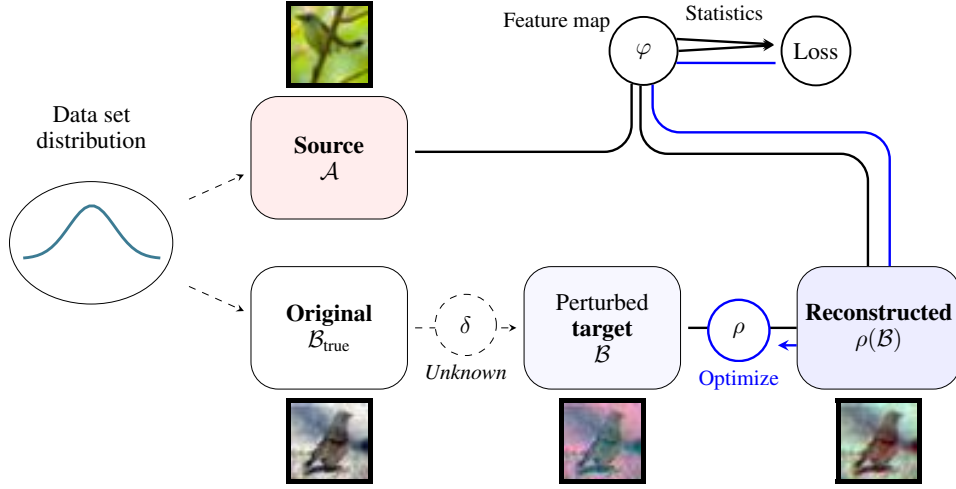 Feature map
Statistics
φ
Loss
Data set
distribution
Source
𝒜
Original
ℬtrue
δ
Unknown
Perturbed
target
ℬ
ρ
Optimize
Reconstructed
ρ(ℬ)